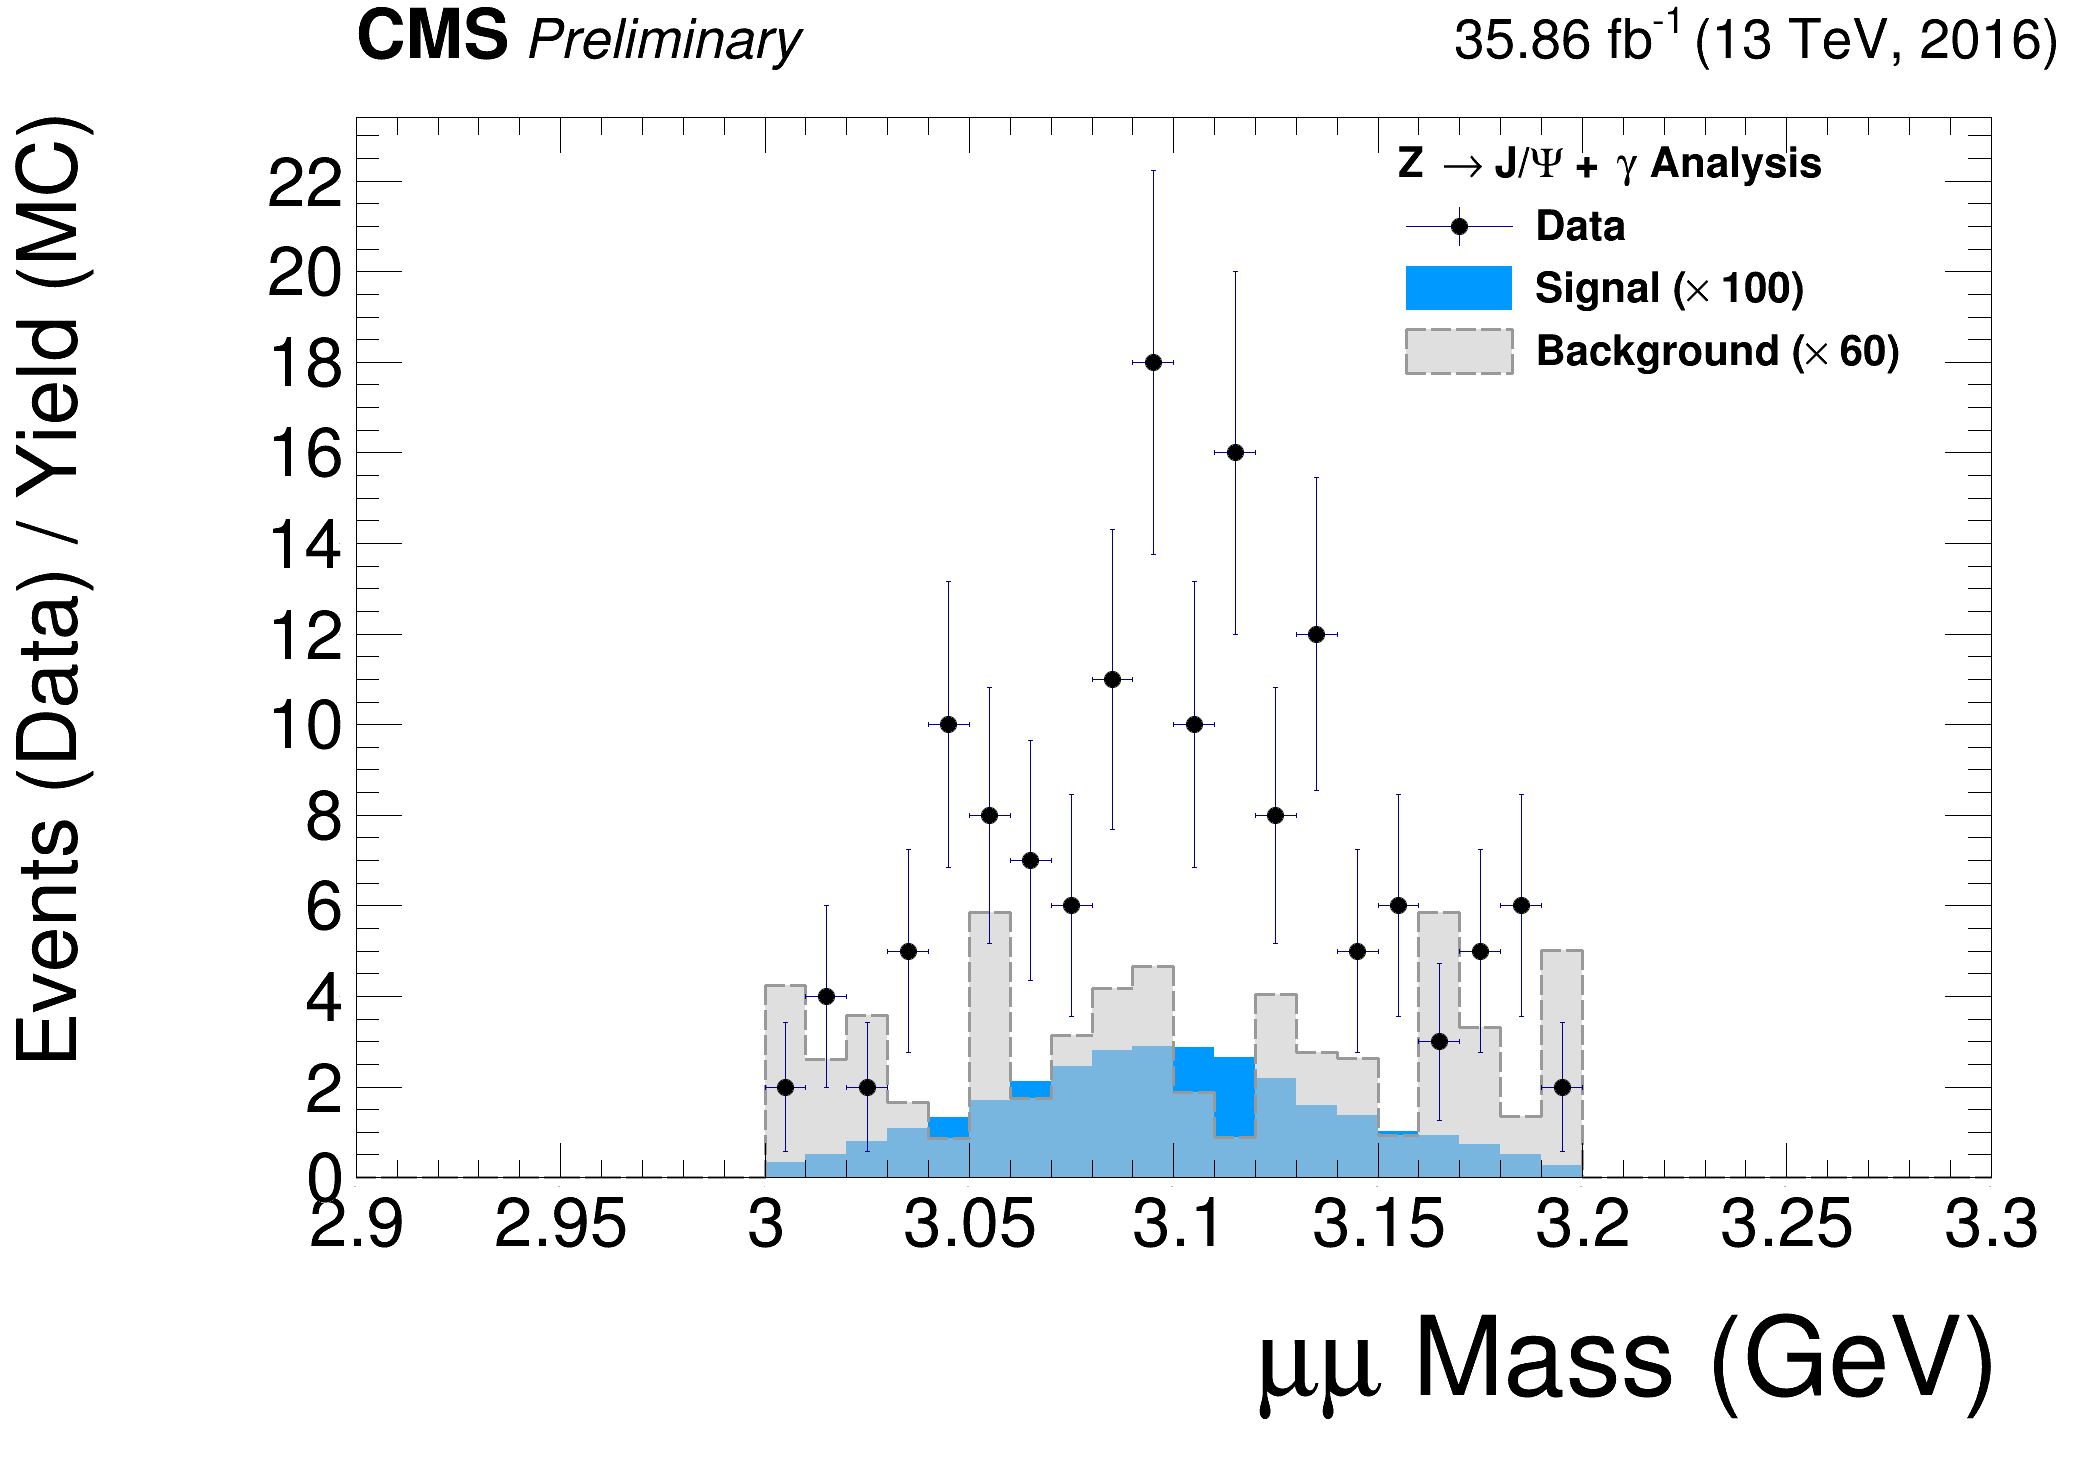 CMS Preliminary 35.86 fb⁻¹ (13 TeV, 2016)
Events (Data) / Yield (MC)
Z → J/Ψ + γ Analysis
Data
Signal (× 100)
Background (× 60)
22
20
18
16
14
12
10
8
6
4
2
0
2.9 2.95 3 3.05 3.1 3.15 3.2 3.25 3.3
μμ Mass (GeV)